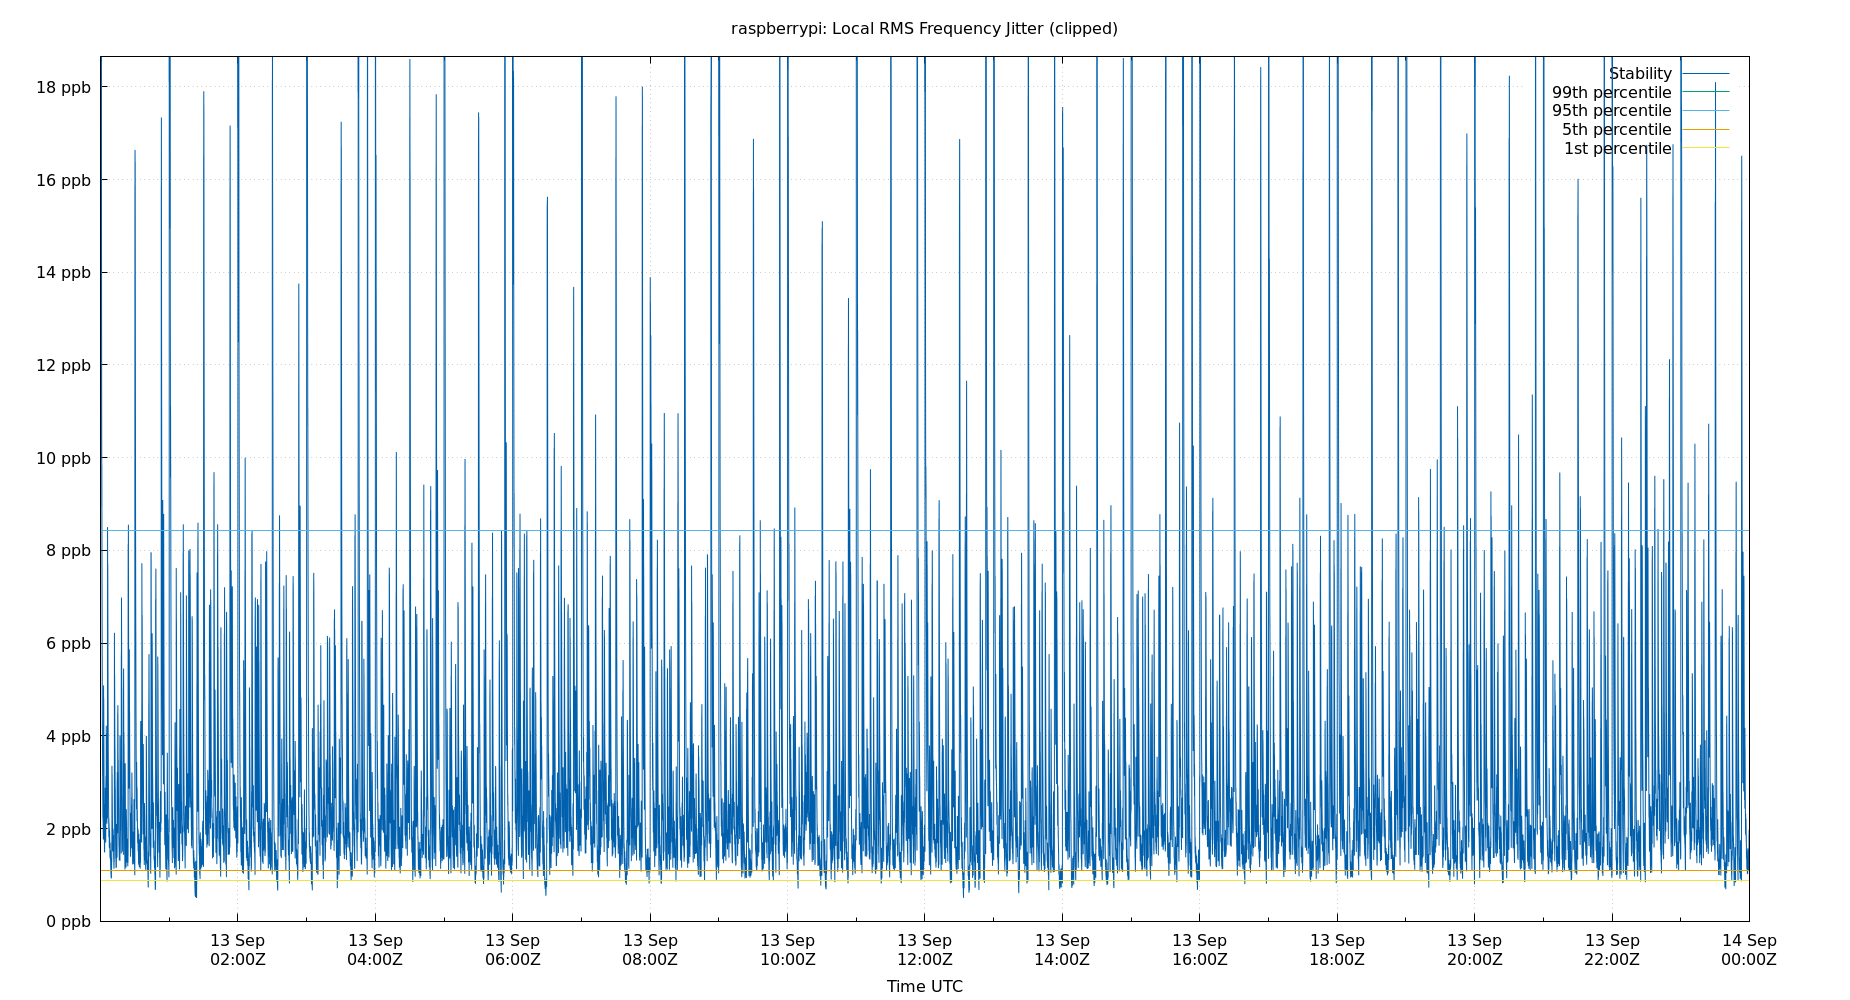 raspberrypi: Local RMS Frequency Jitter (clipped)
Stability
99th percentile
95th percentile
5th percentile
1st percentile
18 ppb
16 ppb
14 ppb
12 ppb
10 ppb
8 ppb
6 ppb
4 ppb
2 ppb
0 ppb
13 Sep 13 Sep 13 Sep 13 Sep 13 Sep 13 Sep 13 Sep 13 Sep 13 Sep 13 Sep 13 Sep 14 Sep
02:00Z 04:00Z 06:00Z 08:00Z 10:00Z 12:00Z 14:00Z 16:00Z 18:00Z 20:00Z 22:00Z 00:00Z
Time UTC